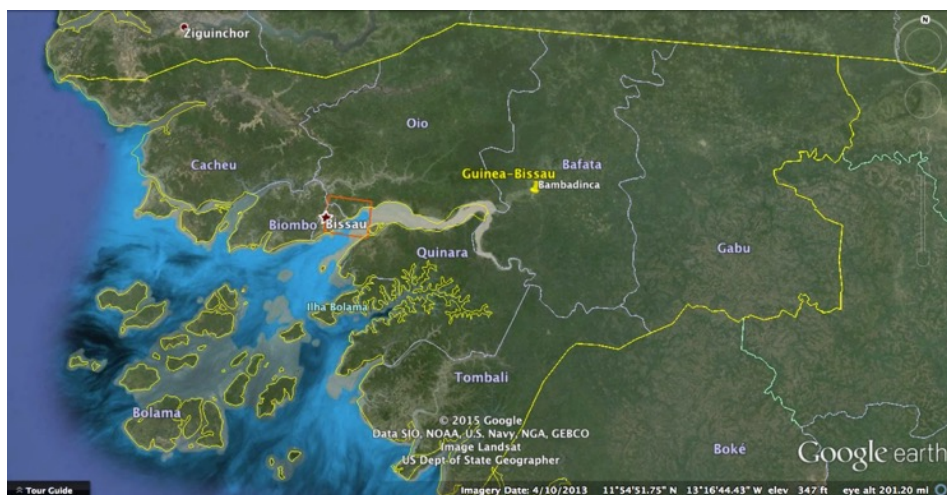 N
Ziguinchor
Oio
Cacheu
Bafata
Guinea-Bissau
Bambadinca
Biombo
Bissau
Quinara
Gabu
Ilha Bolama
Tombali
Bolama
© 2015 Google
Data SIO, NOAA, U.S. Navy, NGA, GEBCO
Image Landsat
US Dept of State Geographer
Boké
Google earth
Tour Guide
Imagery Date: 4/10/2013 11°54'51.75" N 13°16'44.43" W elev 347 ft eye alt 201.20 mi